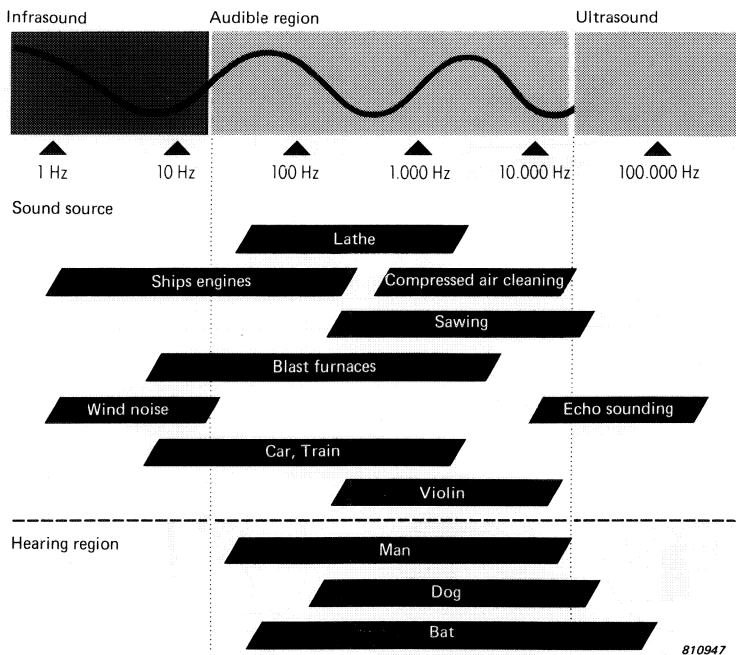 Infrasound Audible region Ultrasound
1 Hz 10 Hz 100 Hz 1.000 Hz 10.000 Hz 100.000 Hz
Sound source
Lathe
Ships engines Compressed air cleaning
Sawing
Blast furnaces
Wind noise Echo sounding
Car, Train
Violin
Hearing region
Man
Dog
Bat
810947